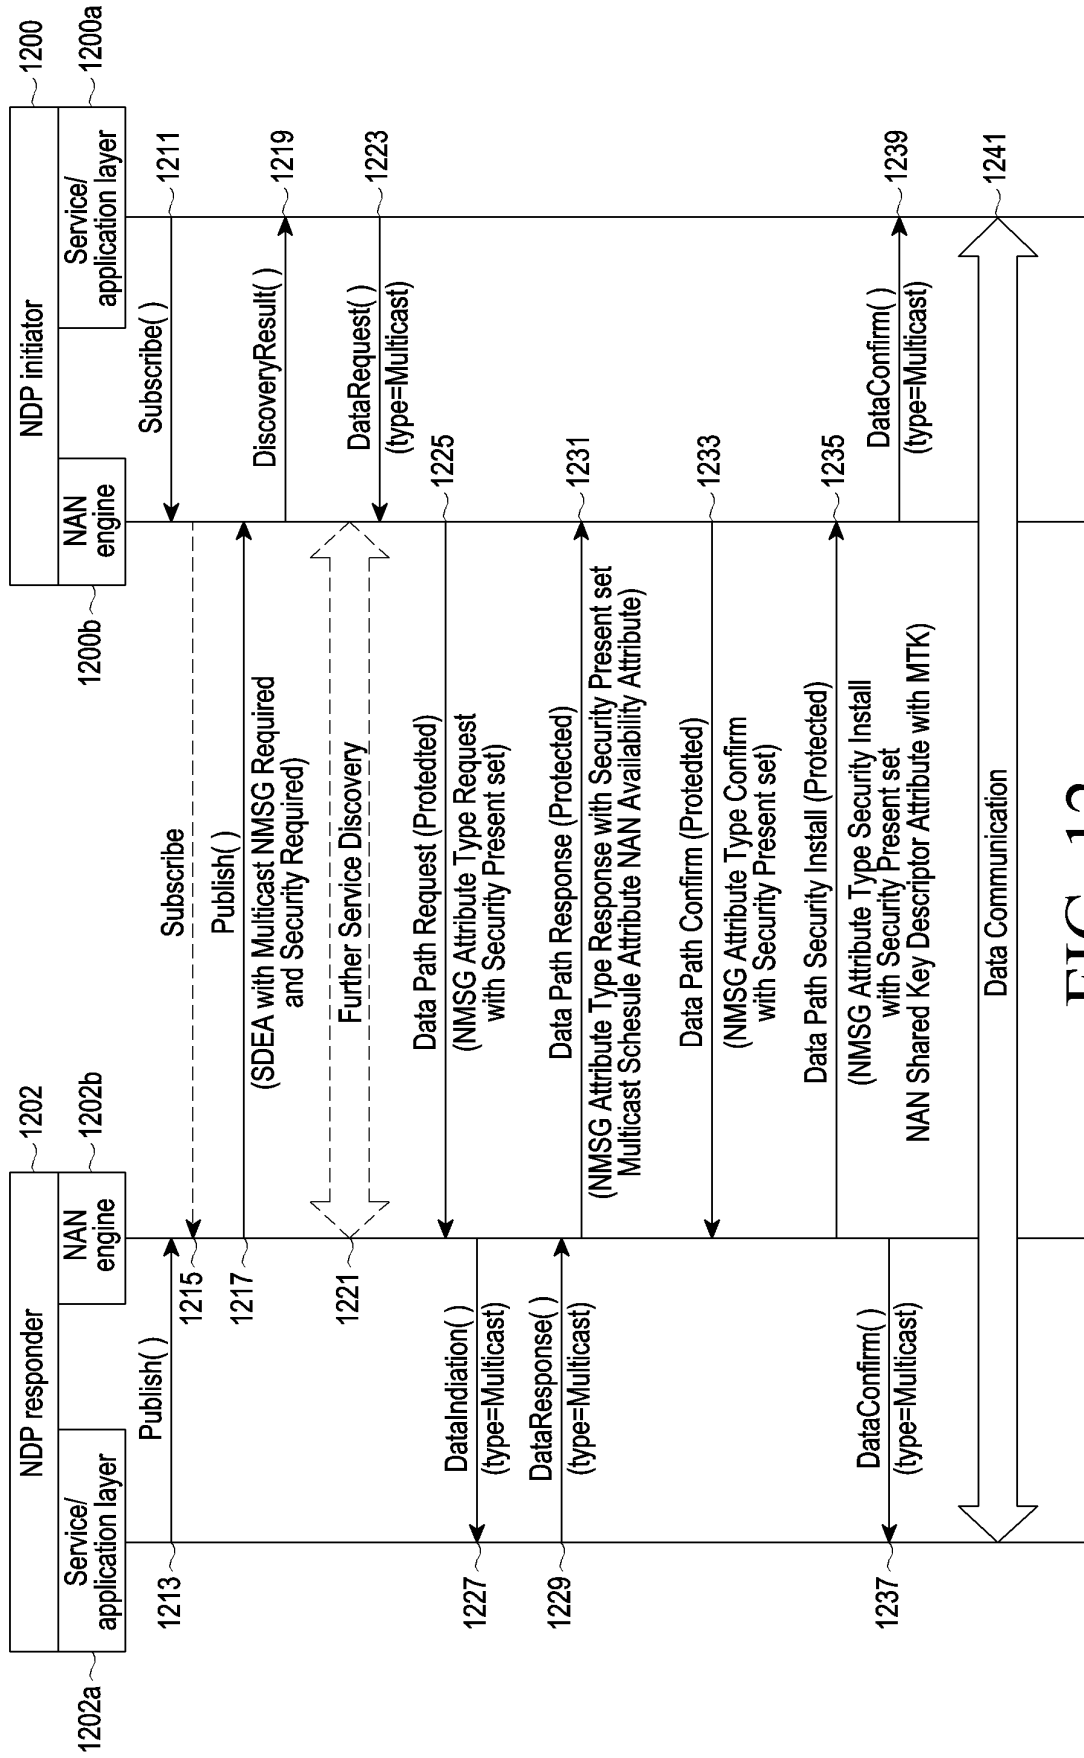 NDP responder
1202
NDP initiator
1200
1202a
Service/
application layer
NAN
engine
1202b
1200b
NAN
engine
Service/
application layer
1200a
1213
Publish( )
Subscribe( )
1211
1215
Subscribe
1217
Publish( )
(SDEA with Multicast NMSG Required
and Security Required)
DiscoveryResult( )
1219
1221
Further Service Discovery
DataRequest( )
(type=Multicast)
1223
Data Path Request (Protedted)
(NMSG Attribute Type Request
with Security Present set)
1225
1227
DataIndiation( )
(type=Multicast)
1229
DataResponse( )
(type=Multicast)
Data Path Response (Protected)
(NMSG Attribute Type Response with Security Present set
Multicast Schesule Attribute NAN Availability Attribute)
1231
Data Path Confirm (Protedted)
(NMSG Attribute Type Confirm
with Security Present set)
1233
Data Path Security Install (Protected)
(NMSG Attribute Type Security Install
with Security Present set
NAN Shared Key Descriptor Attribute with MTK)
1235
1237
DataConfirm( )
(type=Multicast)
DataConfirm( )
(type=Multicast)
1239
Data Communication
1241
FIG. 12